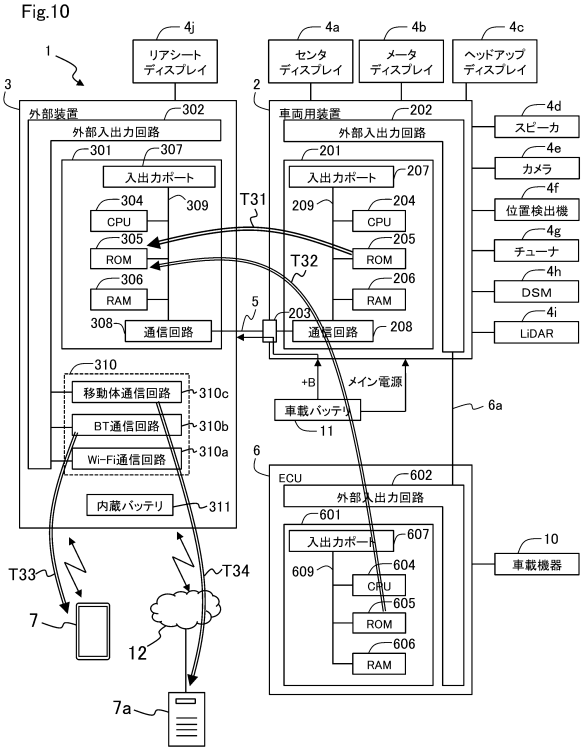 Fig.10
1
4j
リアシート
ディスプレイ
4a
センタ
ディスプレイ
4b
メータ
ディスプレイ
4c
ヘッドアップ
ディスプレイ
3
外部装置
302
外部入出力回路
301
307
入出力ポート
309
304
CPU
305
ROM
306
RAM
308
通信回路
310
移動体通信回路
310c
BT通信回路
310b
Wi-Fi通信回路
310a
内蔵バッテリ
311
2
車両用装置
202
外部入出力回路
201
207
入出力ポート
209
204
CPU
205
ROM
206
RAM
203
通信回路
208
5
T31
T32
4d
スピーカ
4e
カメラ
4f
位置検出機
4g
チューナ
4h
DSM
4i
LiDAR
+B
メイン電源
車載バッテリ
11
6a
6
ECU
602
外部入出力回路
601
607
入出力ポート
609
604
CPU
605
ROM
606
RAM
10
車載機器
T33
T34
7
12
7a